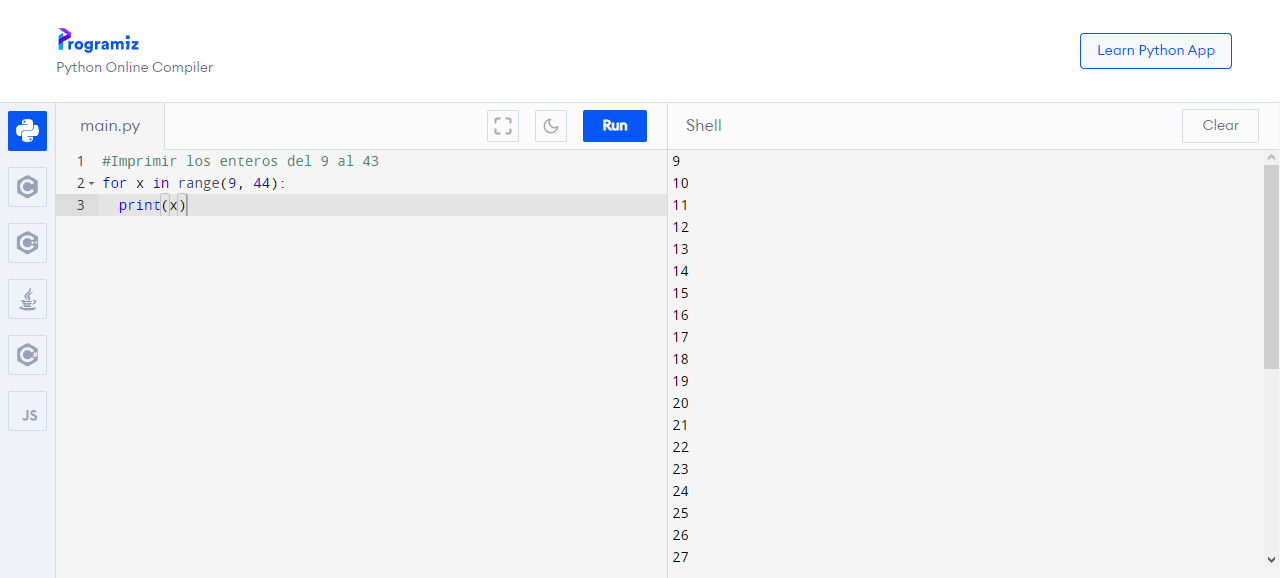 Programiz
Python Online Compiler
Learn Python App
main.py
Run
Shell
Clear
1 #Imprimir los enteros del 9 al 43
2 for x in range(9, 44):
3 print(x)
9
10
11
12
13
14
15
16
17
18
19
20
21
22
23
24
25
26
27
C
C++
C#
JS